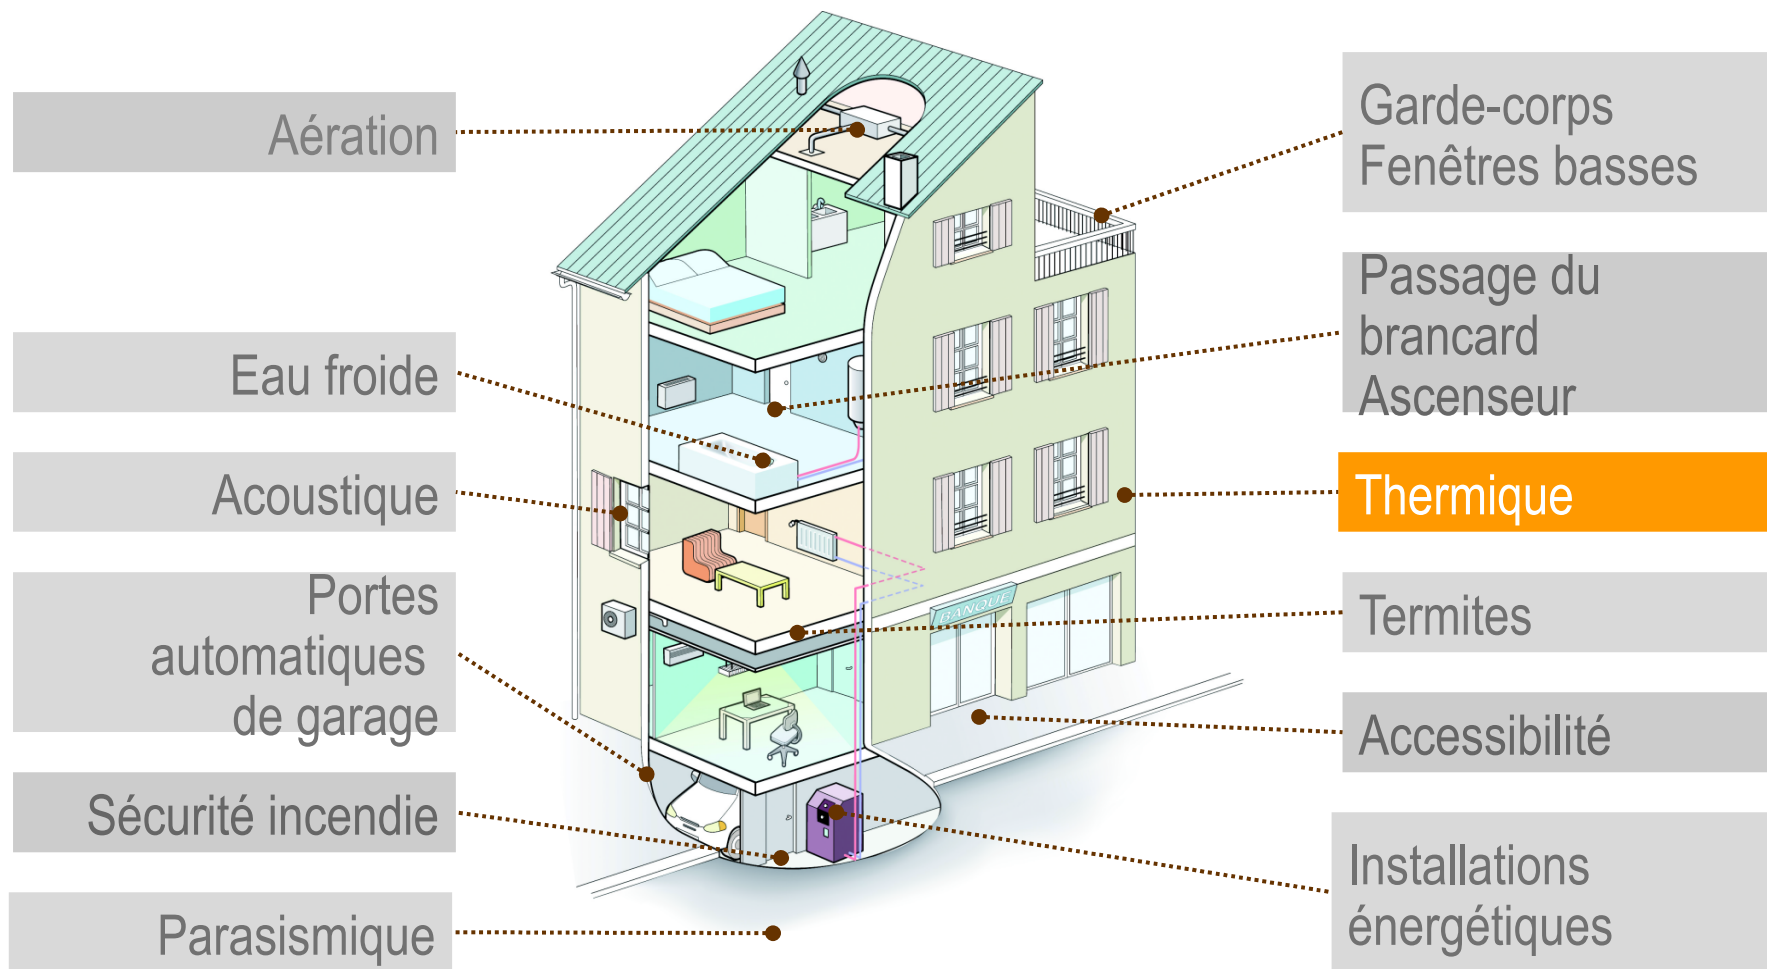 Aération
Eau froide
Acoustique
Portes
automatiques
de garage
Sécurité incendie
Parasismique
BANQUE
Garde-corps
Fenêtres basses
Passage du
brancard
Ascenseur
Thermique
Termites
Accessibilité
Installations
énergétiques